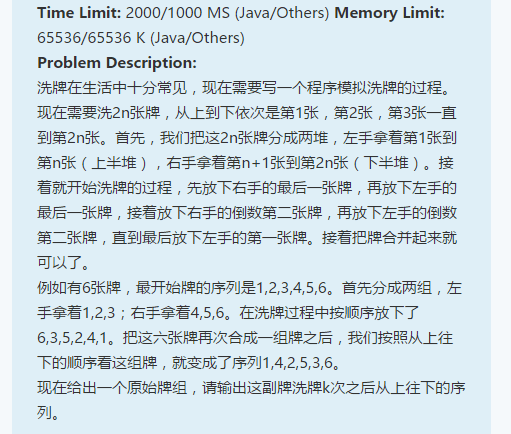 Time Limit: 2000/1000 MS (Java/Others) Memory Limit:
65536/65536 K (Java/Others)
Problem Description:
洗牌在生活中十分常见，现在需要写一个程序模拟洗牌的过程。
现在需要洗2n张牌，从上到下依次是第1张，第2张，第3张一直
到第2n张。首先，我们把这2n张牌分成两堆，左手拿着第1张到
第n张（上半堆），右手拿着第n+1张到第2n张（下半堆）。接
着就开始洗牌的过程，先放下右手的最后一张牌，再放下左手的
最后一张牌，接着放下右手的倒数第二张牌，再放下左手的倒数
第二张牌，直到最后放下左手的第一张牌。接着把牌合并起来就
可以了。
例如有6张牌，最开始牌的序列是1,2,3,4,5,6。首先分成两组，左
手拿着1,2,3；右手拿着4,5,6。在洗牌过程中按顺序放下了
6,3,5,2,4,1。把这六张牌再次合成一组牌之后，我们按照从上往
下的顺序看这组牌，就变成了序列1,4,2,5,3,6。
现在给出一个原始牌组，请输出这副牌洗牌k次之后从上往下的序
列。